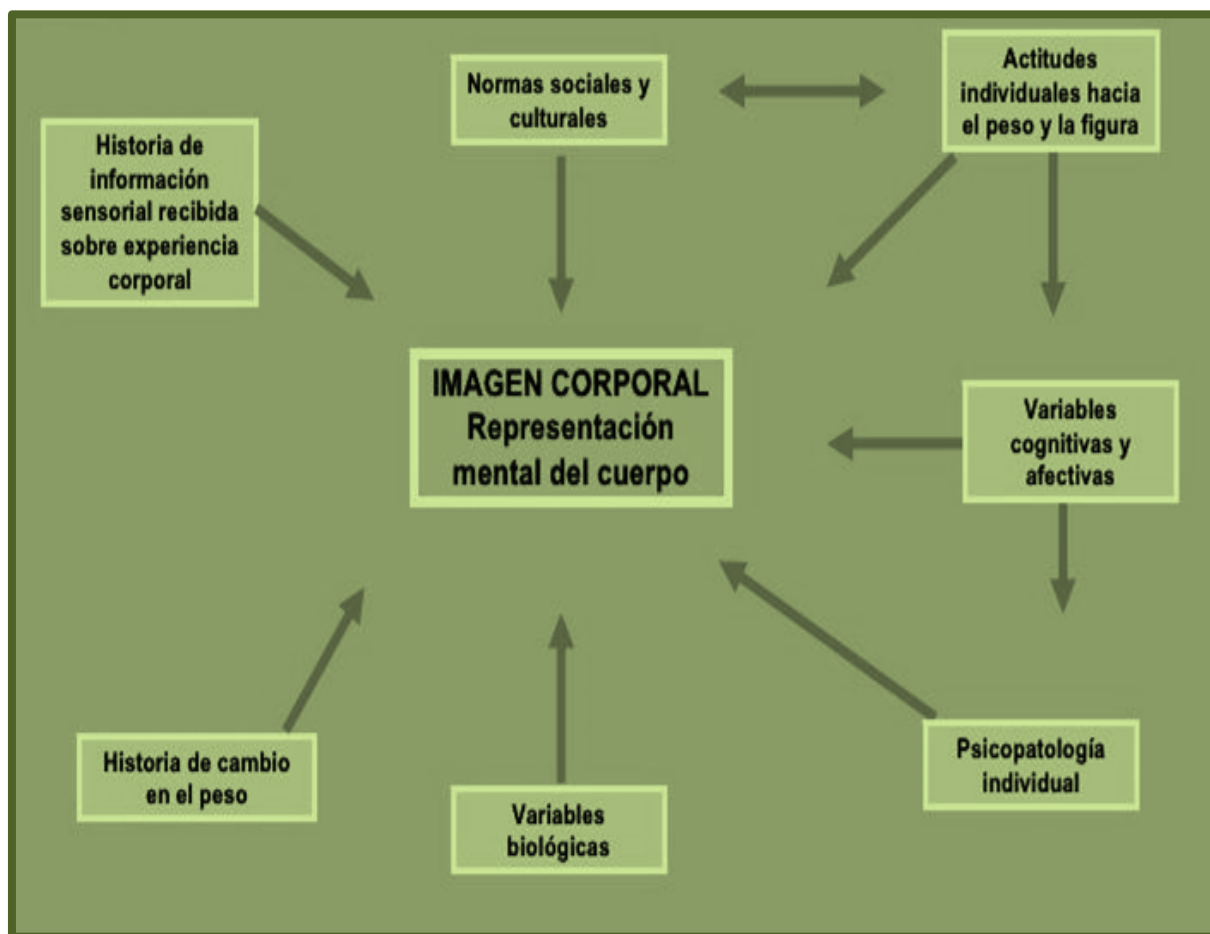 Normas sociales y
culturales
Actitudes
individuales hacia
el peso y la figura
Historia de
información
sensorial recibida
sobre experiencia
corporal
IMAGEN CORPORAL
Representación
mental del cuerpo
Variables
cognitivas y
afectivas
Historia de cambio
en el peso
Variables
biológicas
Psicopatología
individual